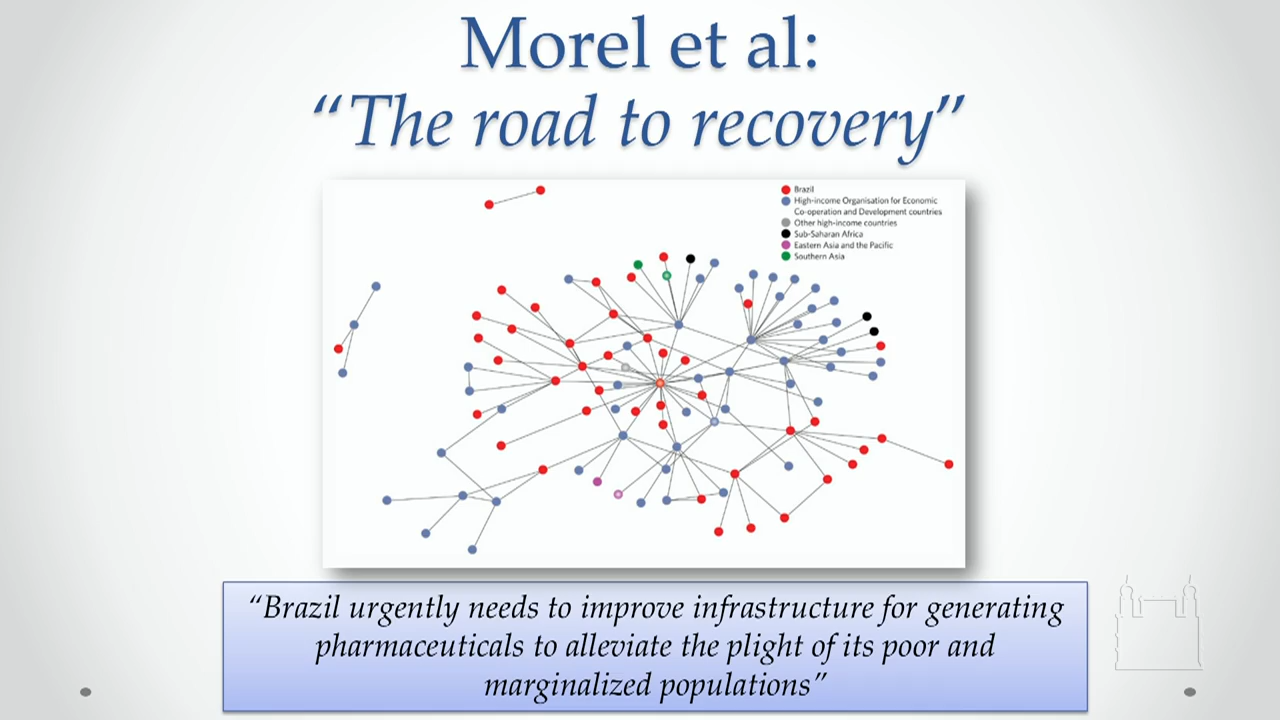 Morel et al:
“The road to recovery”
Brazil
High-income Organisation for Economic
Co-operation and Development countries
Other high-income countries
Sub-Saharan Africa
Eastern Asia and the Pacific
Southern Asia
“Brazil urgently needs to improve infrastructure for generating
pharmaceuticals to alleviate the plight of its poor and
marginalized populations”